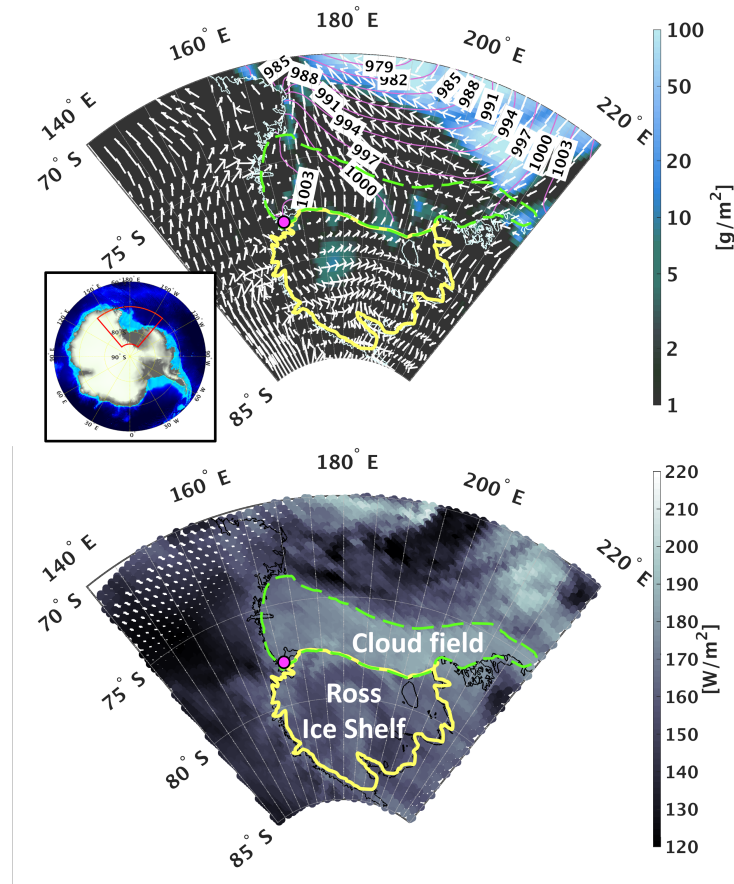 180° E
160° E
200° E
140° E
220° E
70° S
75° S
85° S
985
988
991
994
997
1000
1003
979
982
985
988
991
994
997
1000
1003
100
50
20
10
5
2
1
[g/m²]
180° E
160° E
200° E
140° E
220° E
70° S
75° S
80° S
85° S
Cloud field
Ross
Ice Shelf
220
210
200
190
180
170
160
150
140
130
120
[W/m²]